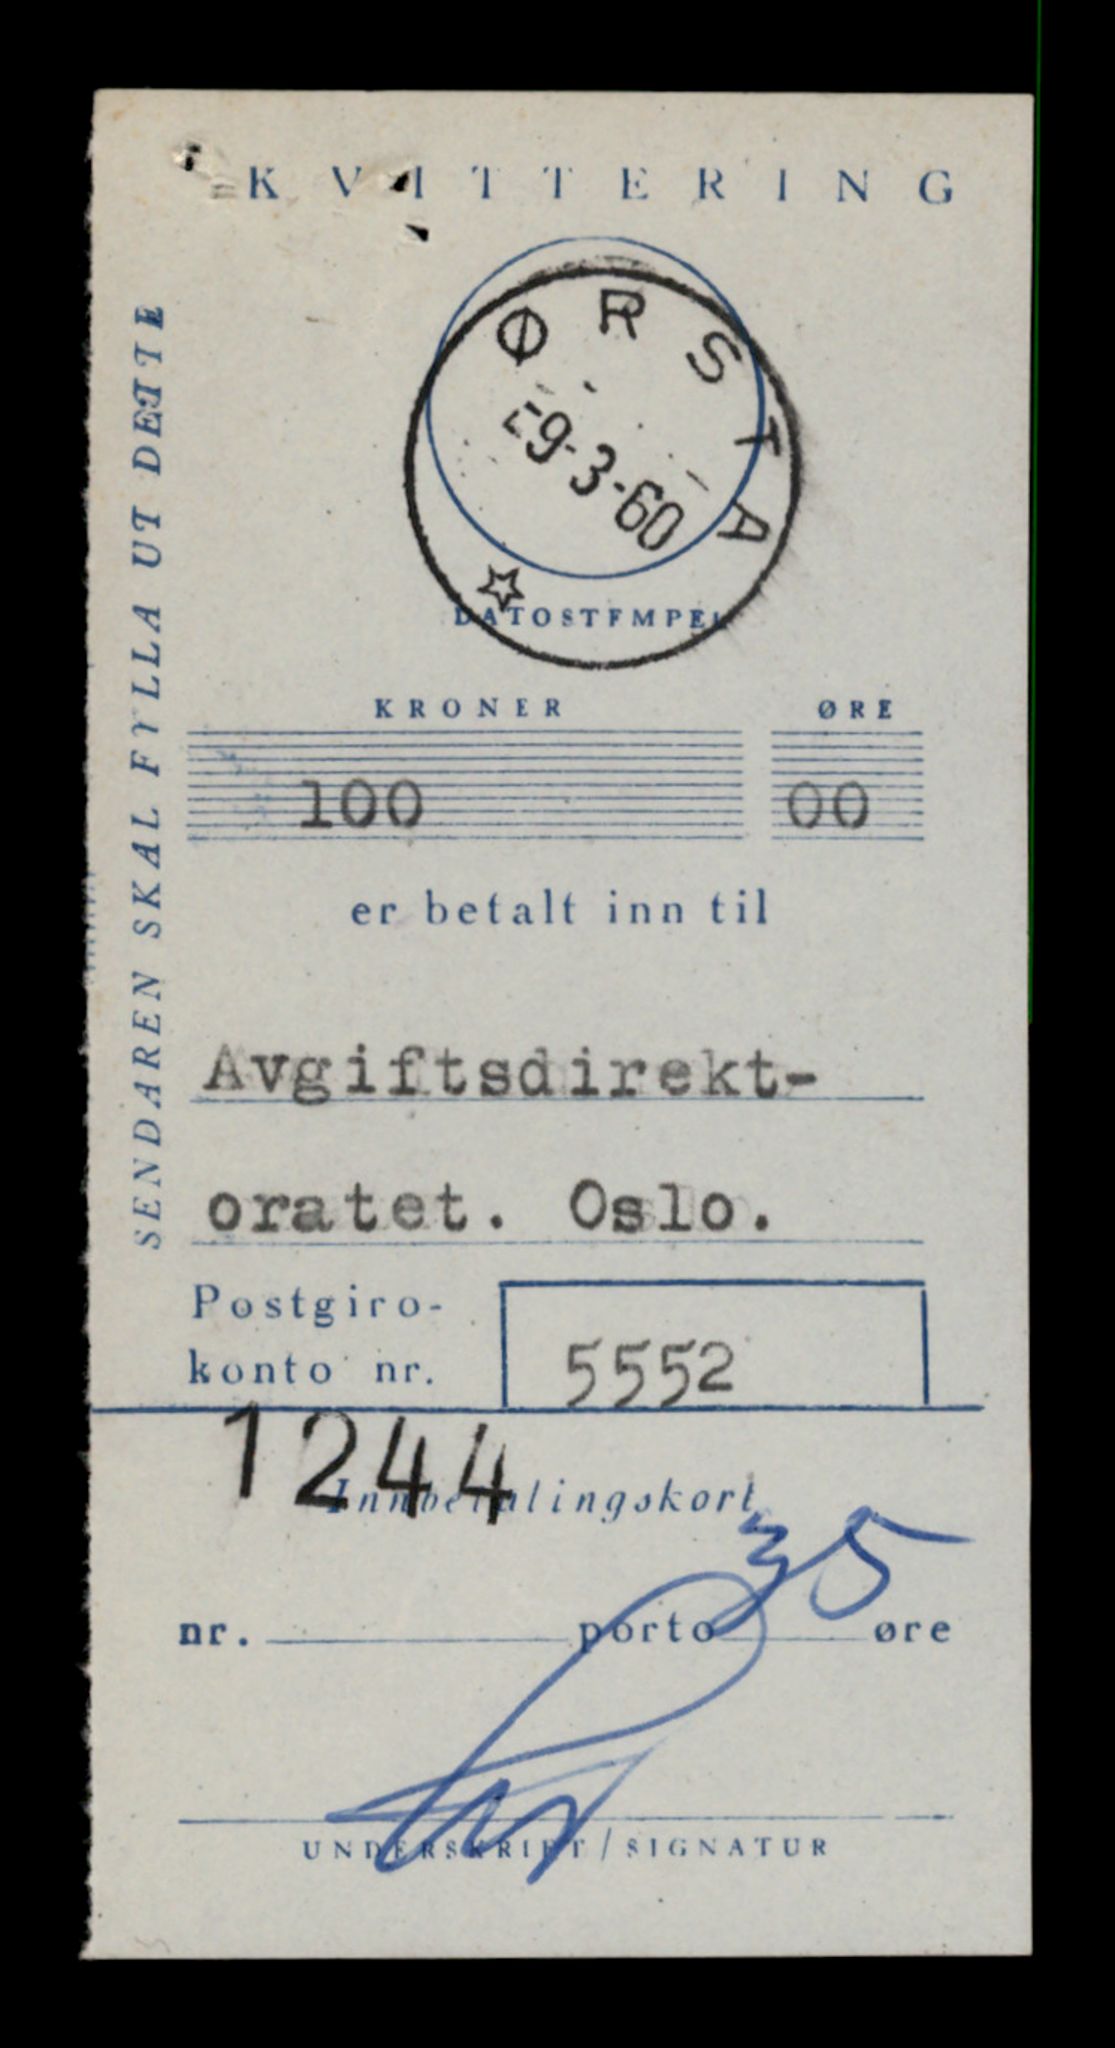 KVITTERING
SENDAREN SKAL FYLLA UT DETTE
ØRSTA
-9-3-60
DATOSTEMPEL
KRONER ØRE
100 00
er betalt inn til
Avgiftsdirekt-
oratet. Oslo.
Postgiro-
konto nr. 5552
1244
Innbetalingskort
35
nr. porto øre
UNDERSKRIFT/SIGNATUR